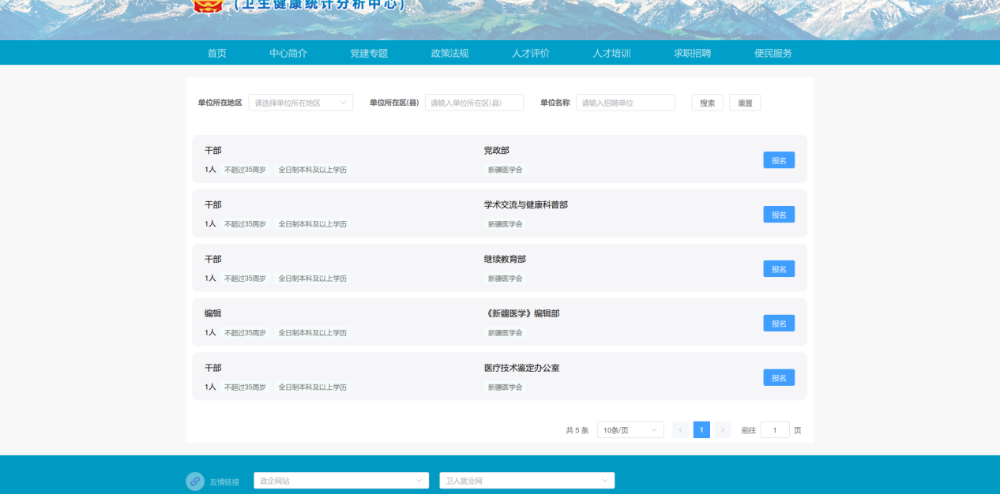 (卫生健康统计分析中心)
首页 中心简介 党建专题 政策法规 人才评价 人才培训 求职招聘 便民服务
单位所在地区 请选择单位所在地区 单位所在区(县) 请输入单位所在区(县) 单位名称 请输入招聘单位 搜索 重置
干部 党政部
1人 不超过35周岁 全日制本科及以上学历 新疆医学会 报名
干部 学术交流与健康科普部
1人 不超过35周岁 全日制本科及以上学历 新疆医学会 报名
干部 继续教育部
1人 不超过35周岁 全日制本科及以上学历 新疆医学会 报名
编辑 《新疆医学》编辑部
1人 不超过35周岁 全日制本科及以上学历 新疆医学会 报名
干部 医疗技术鉴定办公室
1人 不超过35周岁 全日制本科及以上学历 新疆医学会 报名
共 5 条 10条/页 1 前往 1 页
友情链接 政企网站 卫人就业网